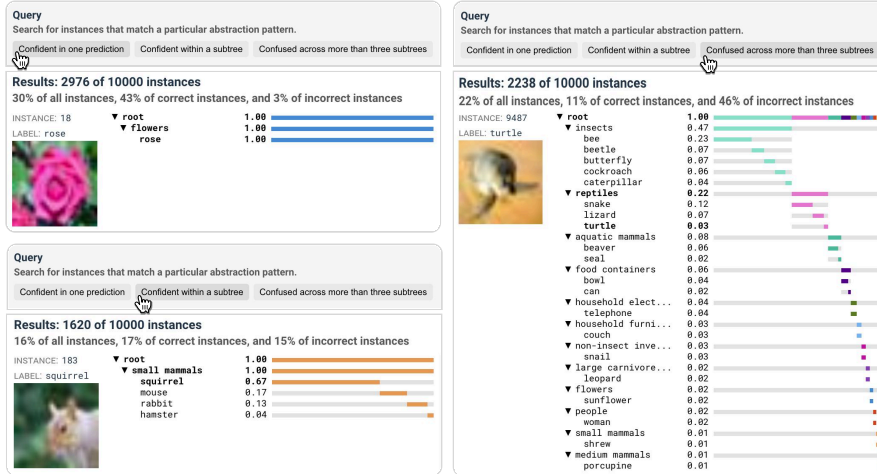 Query
Search for instances that match a particular abstraction pattern.
Confident in one prediction Confident within a subtree Confused across more than three subtrees
Results: 2976 of 10000 instances
30% of all instances, 43% of correct instances, and 3% of incorrect instances
INSTANCE: 18
LABEL: rose
▼ root 1.00
▼ flowers 1.00
rose 1.00
Query
Search for instances that match a particular abstraction pattern.
Confident in one prediction Confident within a subtree Confused across more than three subtrees
Results: 1620 of 10000 instances
16% of all instances, 17% of correct instances, and 15% of incorrect instances
INSTANCE: 183
LABEL: squirrel
▼ root 1.00
▼ small mammals 1.00
squirrel 0.67
mouse 0.17
rabbit 0.13
hamster 0.04
Query
Search for instances that match a particular abstraction pattern.
Confident in one prediction Confident within a subtree Confused across more than three subtrees
Results: 2238 of 10000 instances
22% of all instances, 11% of correct instances, and 46% of incorrect instances
INSTANCE: 9487
LABEL: turtle
▼ root 1.00
▼ insects 0.47
bee 0.23
beetle 0.07
butterfly 0.07
cockroach 0.06
caterpillar 0.04
▼ reptiles 0.22
snake 0.12
lizard 0.07
turtle 0.03
▼ aquatic mammals 0.08
beaver 0.06
seal 0.02
▼ food containers 0.06
bowl 0.04
can 0.02
▼ household elect... 0.04
telephone 0.04
▼ household furni... 0.03
couch 0.03
▼ non-insect inve... 0.03
snail 0.03
▼ large carnivore... 0.02
leopard 0.02
▼ flowers 0.02
sunflower 0.02
▼ people 0.02
woman 0.02
▼ small mammals 0.01
shrew 0.01
▼ medium mammals 0.01
porcupine 0.01